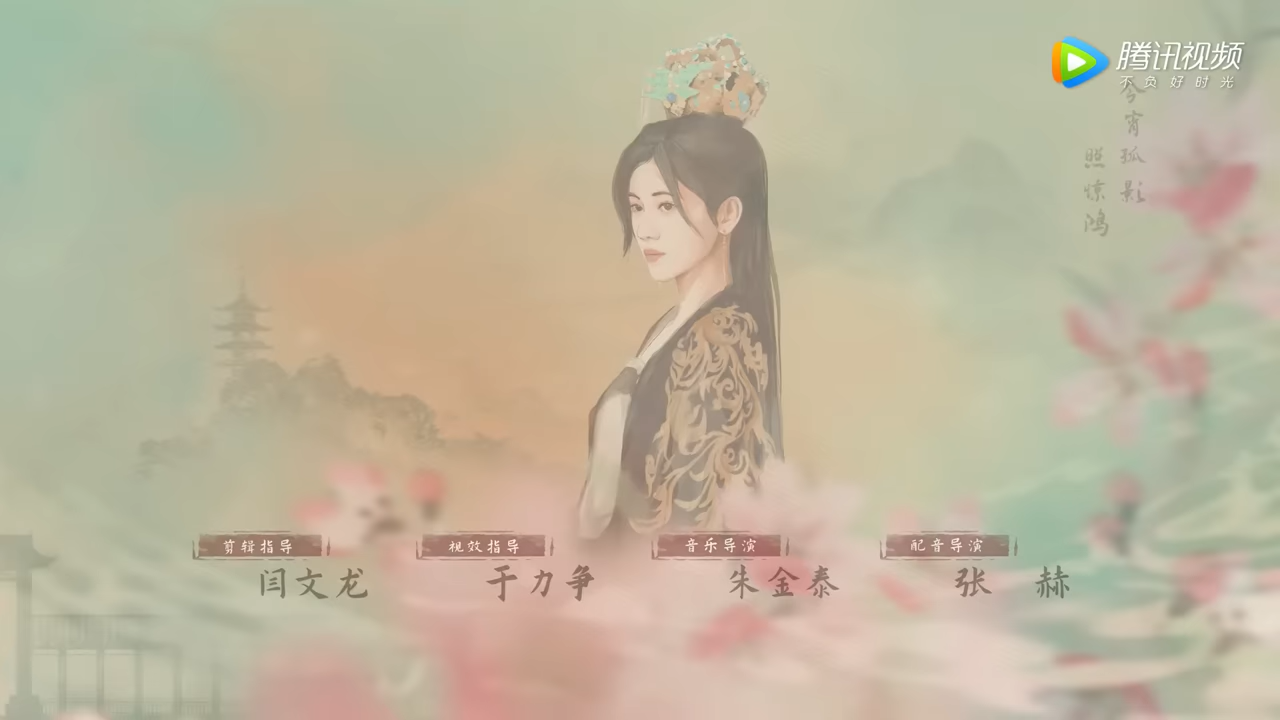 腾讯视频
不负好时光
今宵孤影
照惊鸿
剪辑指导
闫文龙
视效指导
于力争
音乐导演
朱金泰
配音导演
张 赫